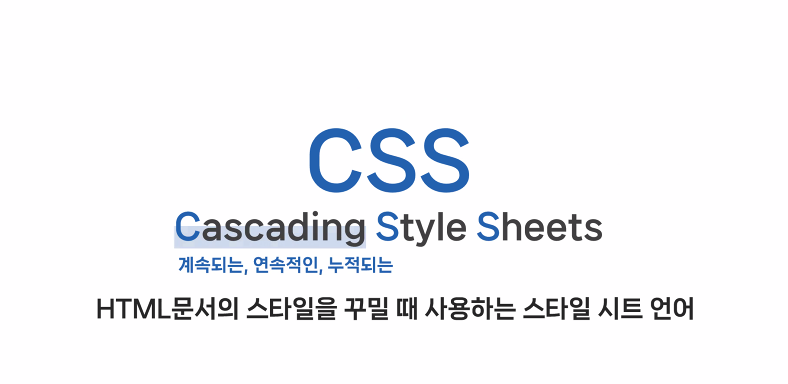 CSS
Cascading Style Sheets
계속되는, 연속적인, 누적되는
HTML문서의 스타일을 꾸밀 때 사용하는 스타일 시트 언어